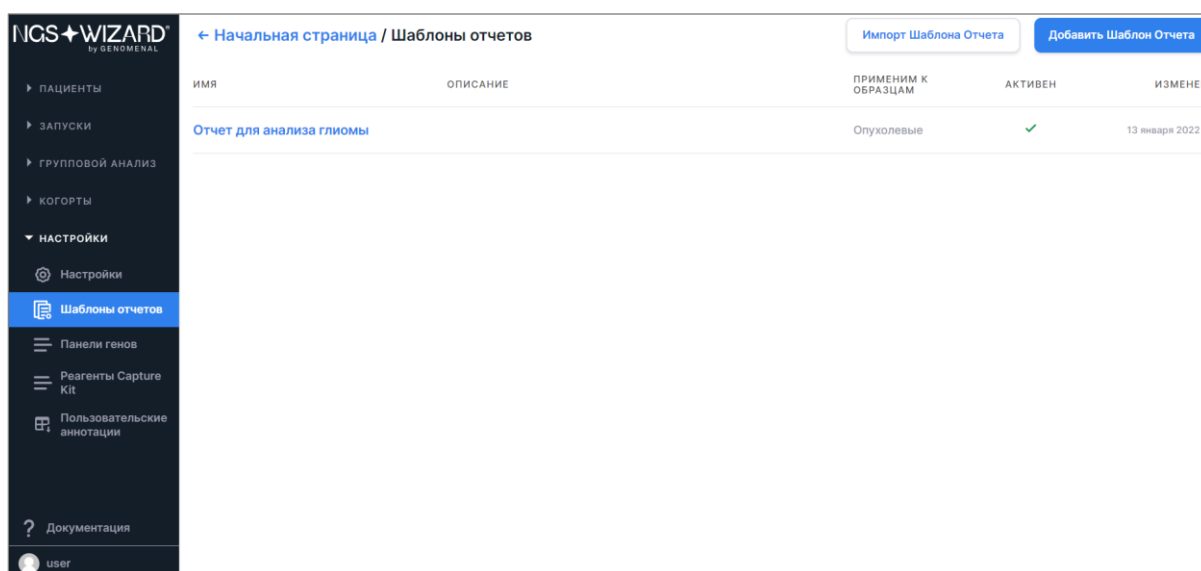 NGS WIZARD®
by GENOMENAL
← Начальная страница / Шаблоны отчетов
Импорт Шаблона Отчета
Добавить Шаблон Отчета
ПАЦИЕНТЫ
ЗАПУСКИ
ГРУППОВОЙ АНАЛИЗ
КОГОРТЫ
НАСТРОЙКИ
Настройки
Шаблоны отчетов
Панели генов
Реагенты Capture
Kit
Пользовательские
аннотации
? Документация
user
ИМЯ
ОПИСАНИЕ
ПРИМЕНИМ К
ОБРАЗЦАМ
АКТИВЕН
ИЗМЕНЕ
Отчет для анализа глиомы
Опухолевые
13 января 2022